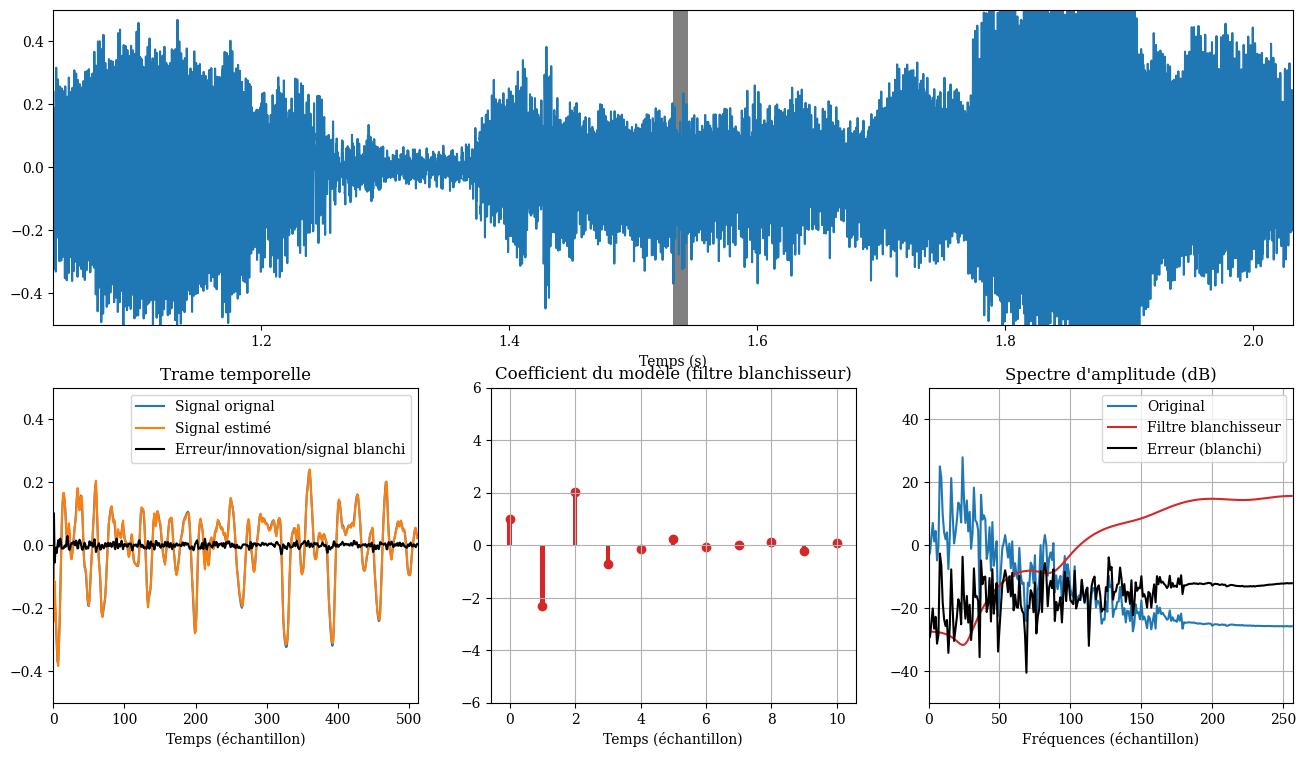 0.4
0.2
0.0
−0.2
−0.4
1.2 1.4 1.6 1.8 2.0
Temps (s)
Trame temporelle
0.4
0.2
0.0
−0.2
−0.4
Signal orignal
Signal estimé
Erreur/innovation/signal blanchi
0 100 200 300 400 500
Temps (échantillon)
Coefficient du modèle (filtre blanchisseur)
6
4
2
0
−2
−4
−6
0 2 4 6 8 10
Temps (échantillon)
Spectre d'amplitude (dB)
40
20
0
−20
−40
Original
Filtre blanchisseur
Erreur (blanchi)
0 50 100 150 200 250
Fréquences (échantillon)